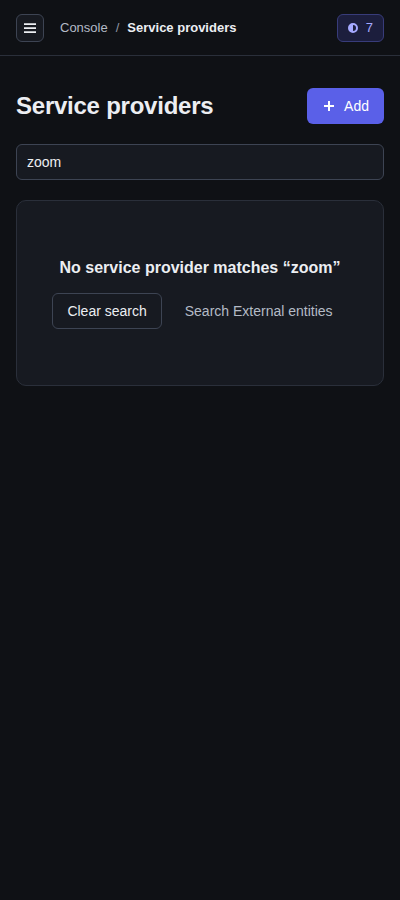 Console / Service providers
7
Service providers
Add
zoom
No service provider matches “zoom”
Clear search
Search External entities